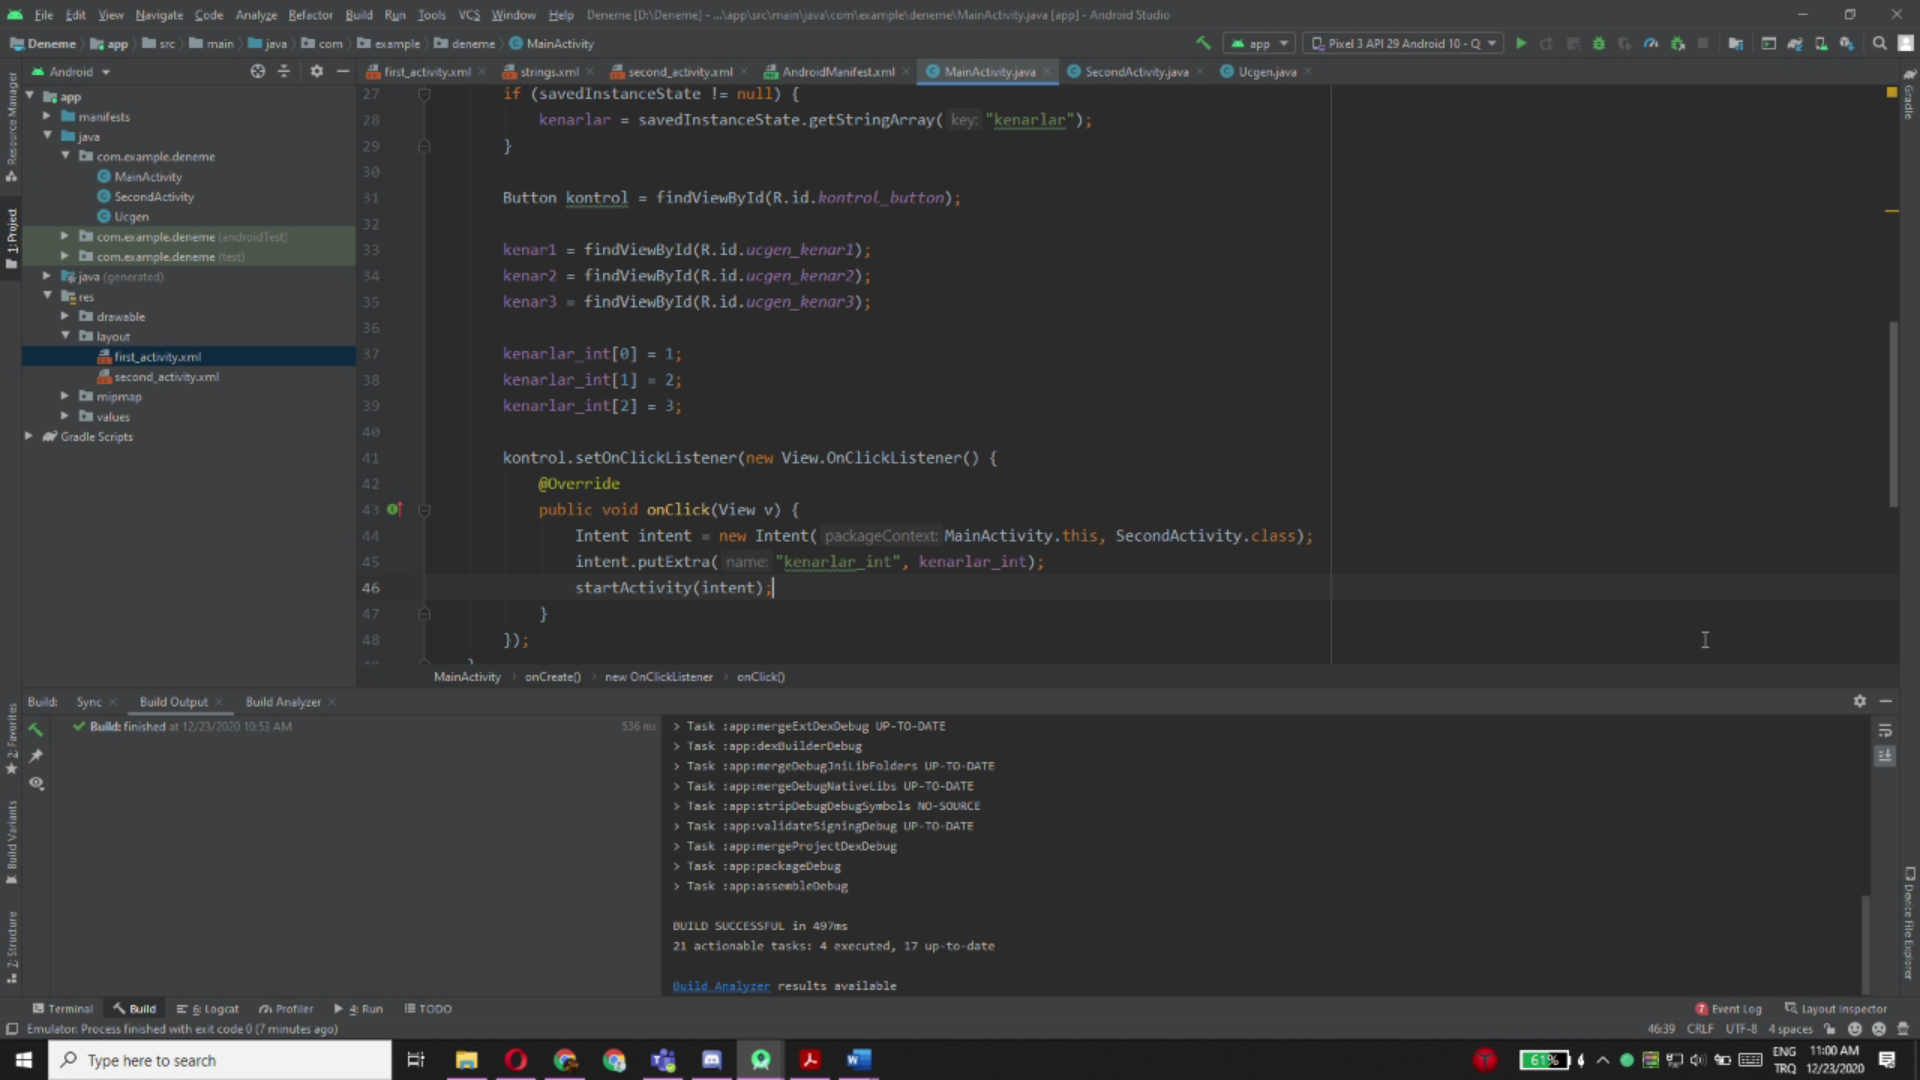 File Edit View Navigate Code Analyze Refactor Build Run Tools VCS Window Help Deneme [D:\Deneme] - ...\app\src\main\java\com\example\deneme\MainActivity.java [app] - Android Studio
Deneme app src main java com example deneme MainActivity app Pixel 3 API 29 Android 10 - Q
Android first_activity.xml strings.xml second_activity.xml AndroidManifest.xml MainActivity.java SecondActivity.java Ucgen.java
Resource Manager
1: Project
2: Favorites
Build Variants
Z: Structure
Gradle
Device File Explorer
app
manifests
java
com.example.deneme
MainActivity
SecondActivity
Ucgen
com.example.deneme (androidTest)
com.example.deneme (test)
java (generated)
res
drawable
layout
first_activity.xml
second_activity.xml
mipmap
values
Gradle Scripts
27 if (savedInstanceState != null) {
28 kenarlar = savedInstanceState.getStringArray( key: "kenarlar");
29 }
30
31 Button kontrol = findViewById(R.id.kontrol_button);
32
33 kenar1 = findViewById(R.id.ucgen_kenar1);
34 kenar2 = findViewById(R.id.ucgen_kenar2);
35 kenar3 = findViewById(R.id.ucgen_kenar3);
36
37 kenarlar_int[0] = 1;
38 kenarlar_int[1] = 2;
39 kenarlar_int[2] = 3;
40
41 kontrol.setOnClickListener(new View.OnClickListener() {
42 @Override
43 public void onClick(View v) {
44 Intent intent = new Intent( packageContext: MainActivity.this, SecondActivity.class);
45 intent.putExtra( name: "kenarlar_int", kenarlar_int);
46 startActivity(intent);
47 }
48 });
MainActivity onCreate() new OnClickListener onClick()
Build: Sync Build Output Build Analyzer
Build: finished at 12/23/2020 10:53 AM 536 ms
> Task :app:mergeExtDexDebug UP-TO-DATE
> Task :app:dexBuilderDebug
> Task :app:mergeDebugJniLibFolders UP-TO-DATE
> Task :app:mergeDebugNativeLibs UP-TO-DATE
> Task :app:stripDebugDebugSymbols NO-SOURCE
> Task :app:validateSigningDebug UP-TO-DATE
> Task :app:mergeProjectDexDebug
> Task :app:packageDebug
> Task :app:assembleDebug
BUILD SUCCESSFUL in 497ms
21 actionable tasks: 4 executed, 17 up-to-date
Build Analyzer results available
Terminal Build 6: Logcat Profiler 4: Run TODO 7 Event Log Layout Inspector
Emulator: Process finished with exit code 0 (7 minutes ago) 46:39 CRLF UTF-8 4 spaces
Type here to search 61% ENG 11:00 AM
TRQ 12/23/2020